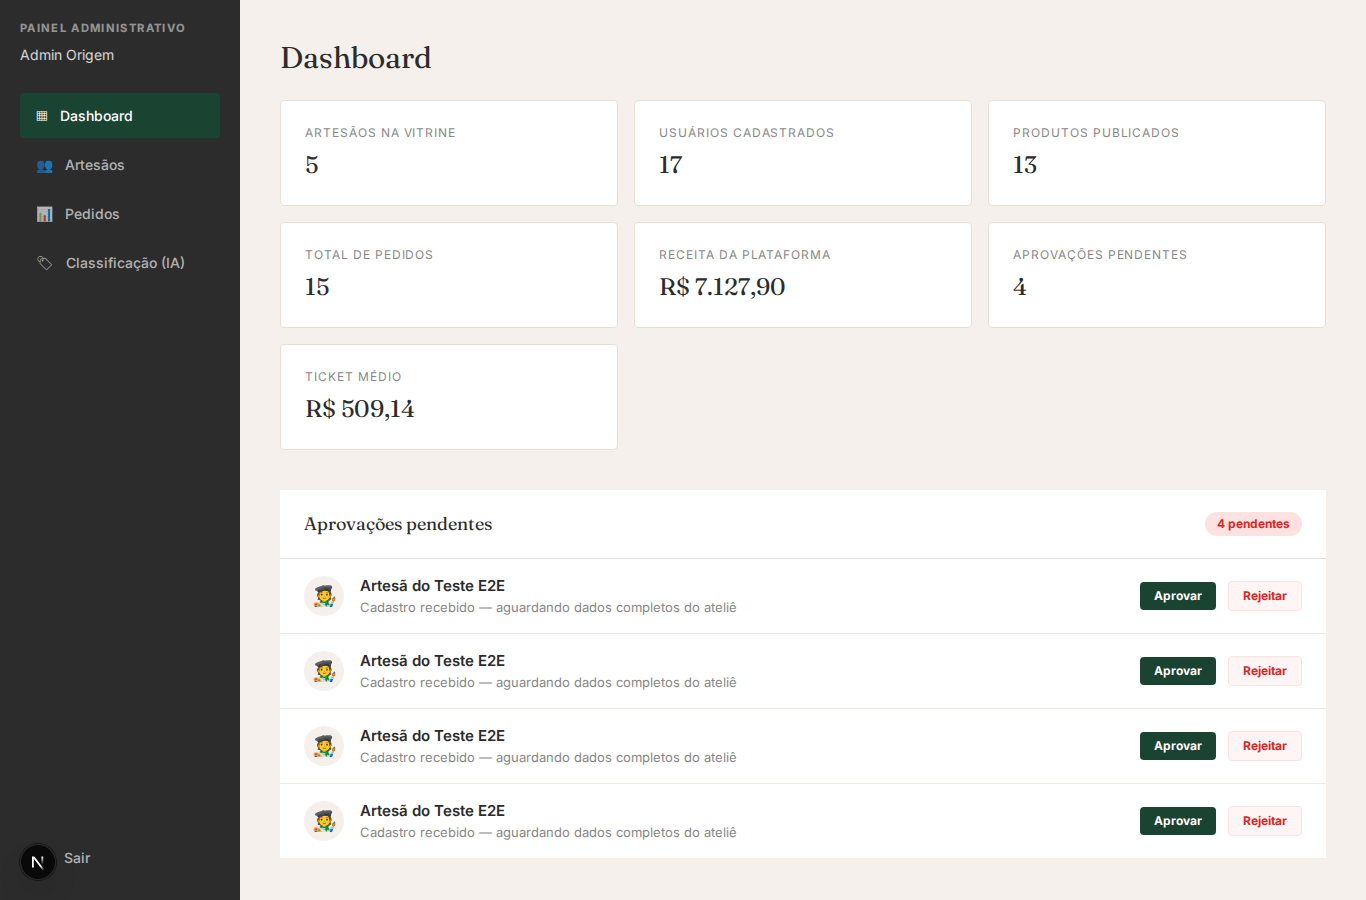 PAINEL ADMINISTRATIVO
Admin Origem
Dashboard
Artesãos
Pedidos
Classificação (IA)
N
Sair
Dashboard
ARTESÃOS NA VITRINE
5
USUÁRIOS CADASTRADOS
17
PRODUTOS PUBLICADOS
13
TOTAL DE PEDIDOS
15
RECEITA DA PLATAFORMA
R$ 7.127,90
APROVAÇÕES PENDENTES
4
TICKET MÉDIO
R$ 509,14
Aprovações pendentes
4 pendentes
Artesã do Teste E2E
Cadastro recebido — aguardando dados completos do ateliê
Aprovar
Rejeitar
Artesã do Teste E2E
Cadastro recebido — aguardando dados completos do ateliê
Aprovar
Rejeitar
Artesã do Teste E2E
Cadastro recebido — aguardando dados completos do ateliê
Aprovar
Rejeitar
Artesã do Teste E2E
Cadastro recebido — aguardando dados completos do ateliê
Aprovar
Rejeitar